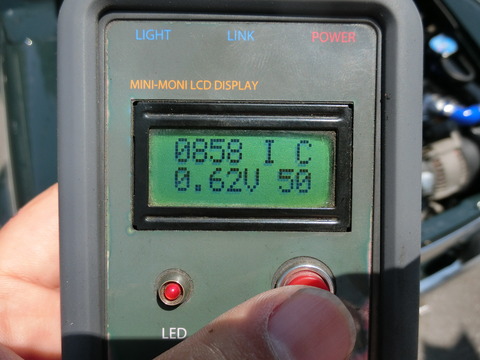 LIGHT LINK POWER
MINI-MONI LCD DISPLAY
0858 I C
0.62V 50
LED